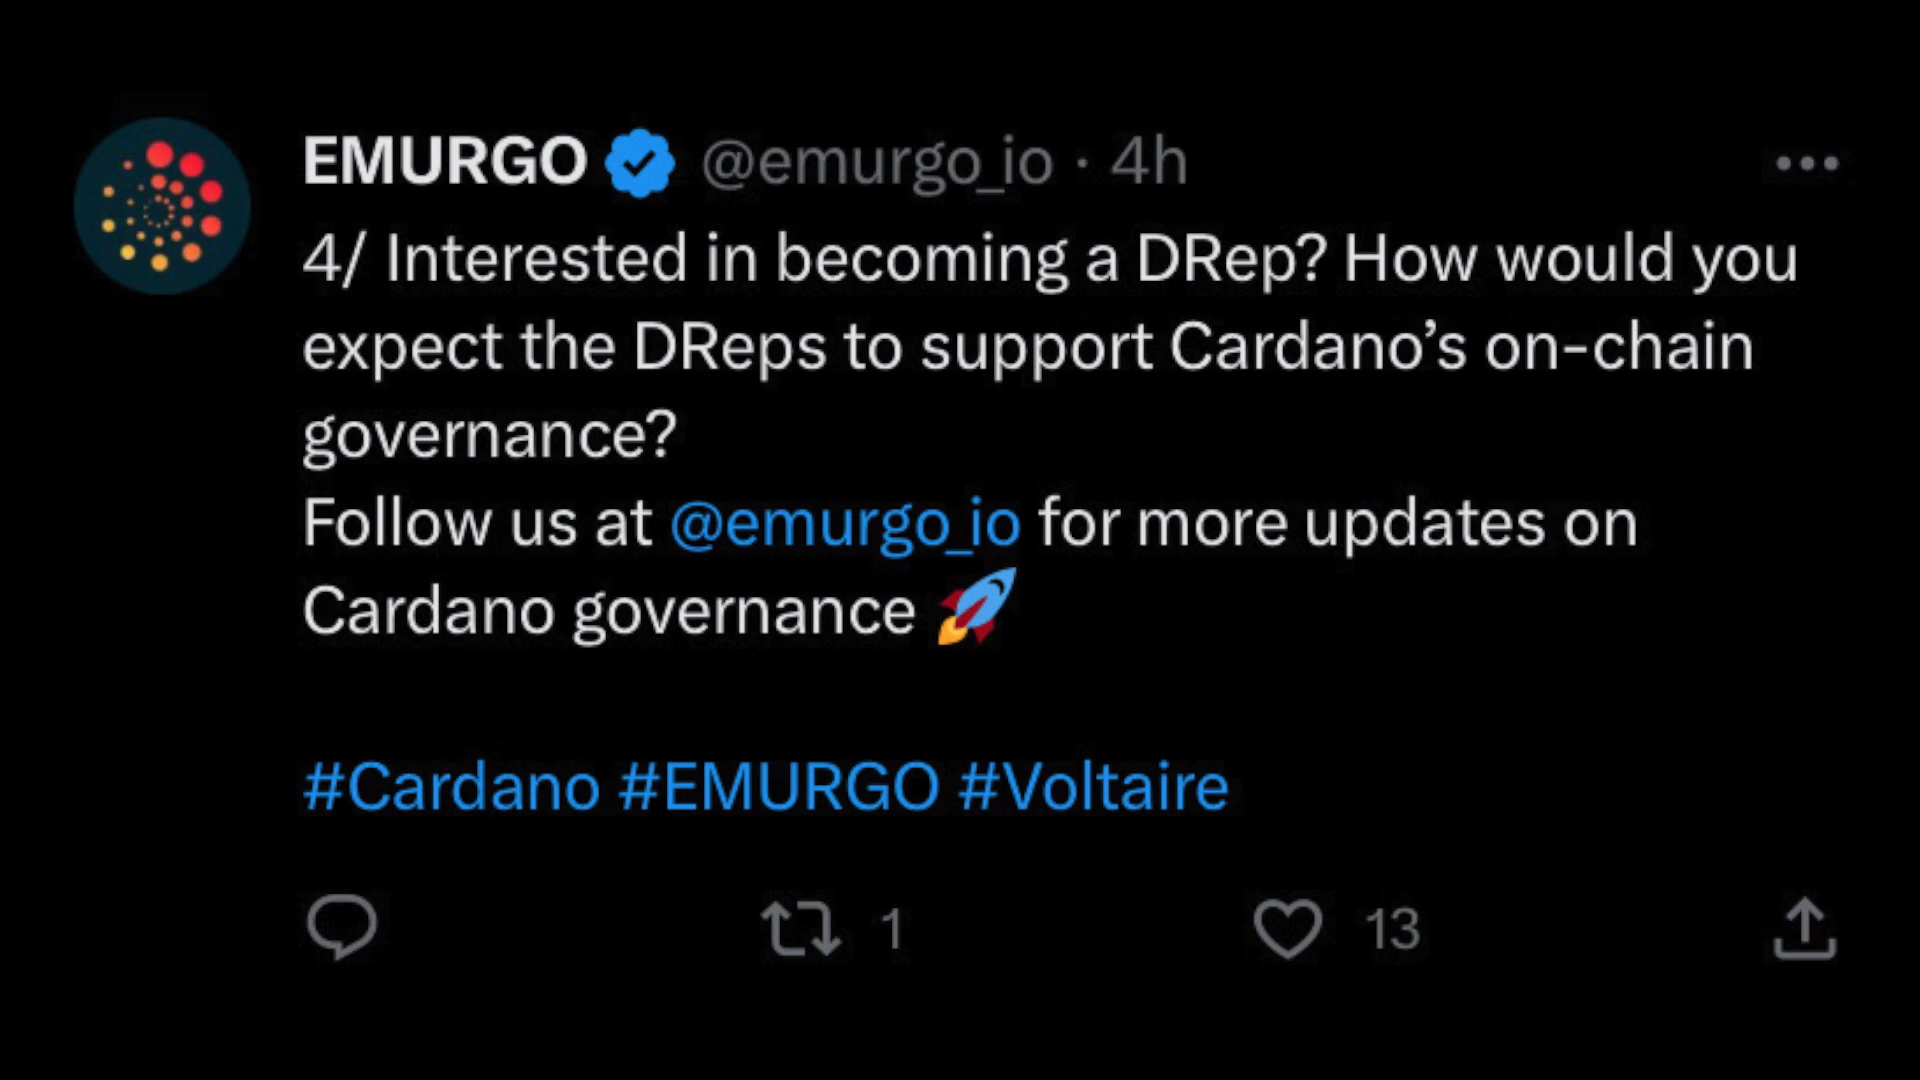 EMURGO @emurgo_io · 4h
4/ Interested in becoming a DRep? How would you
expect the DReps to support Cardano’s on-chain
governance?
Follow us at @emurgo_io for more updates on
Cardano governance 🚀
#Cardano #EMURGO #Voltaire
1 13